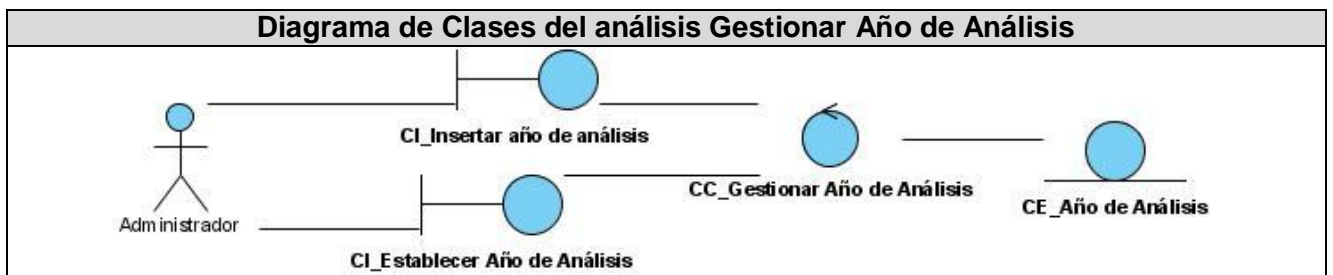 Diagrama de Clases del análisis Gestionar Año de Análisis
CI_Insertar año de análisis
CC_Gestionar Año de Análisis
CE_Año de Análisis
Administrador
CI_Establecer Año de Análisis